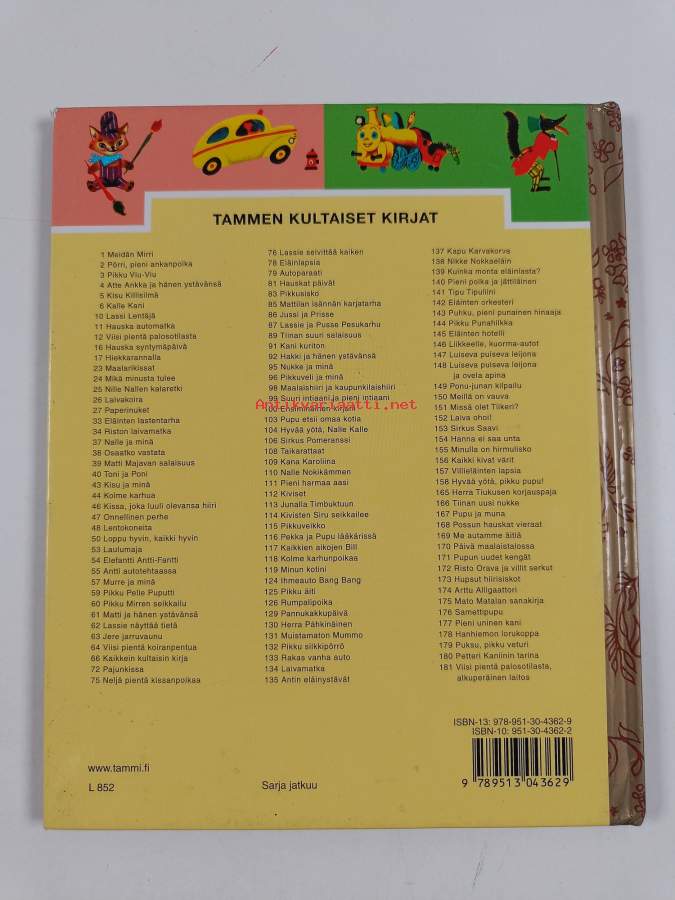 TAMMEN KULTAISET KIRJAT
1 Meidän Mirri
2 Pörri, pieni ankanpoika
3 Pikku Viu-Viu
4 Atte Ankka ja hänen ystävänsä
5 Kisu Kiliisilmä
6 Kalle Kani
10 Lassi Lentäjä
11 Hauska automatka
12 Viisi pientä palosotilasta
16 Hauska syntymäpäivä
17 Hiekkarannalla
23 Maalarikissat
24 Mikä minusta tulee
25 Nille Nallen kalaretki
26 Laivakoira
27 Paperinuket
33 Eläinten lastentarha
34 Riston laivamatka
37 Nalle ja minä
38 Osaatko vastata
39 Matti Majavan salaisuus
40 Toni ja Poni
43 Kisu ja minä
44 Kolme karhua
46 Kissa, joka luuli olevansa hiiri
47 Onnellinen perhe
48 Lentokoneita
50 Loppu hyvin, kaikki hyvin
53 Laulumaja
54 Elefantti Antti-Fantti
55 Antti autotehtaassa
57 Murre ja minä
59 Pikku Pelle Puputti
60 Pikku Mirren seikkailu
61 Matti ja hänen ystävänsä
62 Lassie näyttää tietä
63 Jere jarruvaunu
64 Viisi pientä koiranpentua
66 Kaikkein kultaisin kirja
72 Pajunkissa
75 Neljä pientä kissanpoikaa
76 Lassie selvittää kaiken
78 Eläinlapsia
79 Autoparaati
81 Hauskat päivät
83 Pikkusisko
85 Mattilan isännän karjatarha
86 Jussi ja Prisse
87 Lassie ja Pusse Pesukarhu
89 Tiinan suuri salaisuus
91 Kani kuriton
92 Hakki ja hänen ystävänsä
95 Nukke ja minä
96 Pikkuveli ja minä
98 Maalaishiiri ja kaupunkilaishiiri
99 Suuri intiaani ja pieni intiaani
100 Ensimmäinen kirjani
103 Pupu etsii omaa kotia
104 Hyvää yötä, Nalle Kalle
106 Sirkus Pomeranssi
108 Taikarattaat
109 Kana Karoliina
110 Nalle Nokikämmen
111 Pieni harmaa aasi
112 Kiviset
113 Junalla Timbuktuun
114 Kivisten Siru seikkailee
115 Pikkuveikko
116 Pekka ja Pupu lääkärissä
117 Kaikkien aikojen Bill
118 Kolme karhunpoikaa
119 Minun kotini
124 Ihmeauto Bang Bang
125 Pikku äiti
126 Rumpalipoika
129 Pannukakkupäivä
130 Herra Pähkinäinen
131 Muistamaton Mummo
132 Pikku silkkipörrö
133 Rakas vanha auto
134 Laivamatka
135 Antin eläinystävät
137 Kapu Karvakorva
138 Nikke Nokkaeläin
139 Kuinka monta eläinlasta?
140 Pieni poika ja jättiläinen
141 Tipu Tipuliini
142 Eläinten orkesteri
143 Puhku, pieni punainen hinaaja
144 Pikku Punahilkka
145 Eläinten hotelli
146 Liikkeelle, kuorma-autot
147 Luiseva puiseva leijona
148 Luiseva puiseva leijona
ja ovela apina
149 Ponu-junan kilpailu
150 Meillä on vauva
151 Missä olet Tiikeri?
152 Laiva ohoi!
153 Sirkus Saavi
154 Hanna ei saa unta
155 Minulla on hirmulisko
156 Kaikki kivat värit
157 Villieläinten lapsia
158 Hyvää yötä, pikku pupu!
165 Herra Tiukusen korjauspaja
166 Tiinan uusi nukke
167 Pupu ja muna
168 Possun hauskat vieraat
169 Me autamme äitiä
170 Päivä maalaistalossa
171 Pupun uudet kengät
172 Risto Orava ja villit serkut
173 Hupsut hiirisiskot
174 Arttu Alligaattori
175 Mato Matalan sanakirja
176 Samettipupu
177 Pieni uninen kani
178 Hanhiemon lorukoppa
179 Puksu, pikku veturi
180 Petteri Kaniinin tarina
181 Viisi pientä palosotilasta,
alkuperäinen laitos
Antikvariaatti.net
ISBN-13: 978-951-30-4362-9
ISBN-10: 951-30-4362-2
9 789513 043629
www.tammi.fi
L 852
Sarja jatkuu